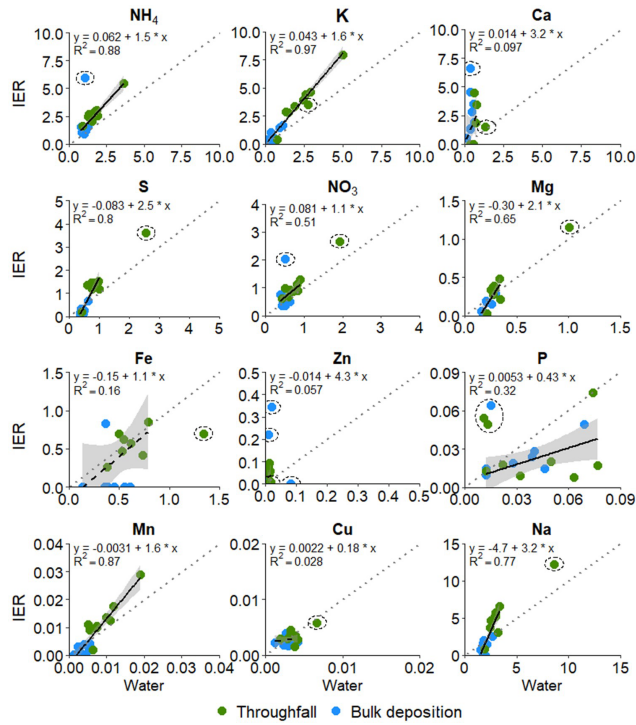 NH4 K Ca
y= 0.062 + 1.5 * x y= 0.043 + 1.6 * x y= 0.014 + 3.2 * x
R2 = 0.88 R2 = 0.97 R2 = 0.097
IER
10.0 7.5 5.0 2.5 0.0
10.0 7.5 5.0 2.5 0.0
10.0 7.5 5.0 2.5 0.0
0.0 2.5 5.0 7.5 10.0 0.0 2.5 5.0 7.5 10.0 0.0 2.5 5.0 7.5 10.0
S NO3 Mg
y= -0.083 + 2.5 * x y= 0.081 + 1.1 * x y= -0.30 + 2.1 * x
R2 = 0.8 R2 = 0.51 R2 = 0.65
IER
5 4 3 2 1 0
4 3 2 1 0
1.5 1.0 0.5 0.0
0 1 2 3 4 5 0 1 2 3 4 0.0 0.5 1.0 1.5
Fe Zn P
y= -0.15 + 1.1 * x y= -0.014 + 4.3 * x y= 0.0053 + 0.43 * x
R2 = 0.16 R2 = 0.057 R2 = 0.32
IER
1.5 1.0 0.5 0.0
0.5 0.4 0.3 0.2 0.1 0.0
0.09 0.06 0.03 0.00
0.0 0.5 1.0 1.5 0.0 0.1 0.2 0.3 0.4 0.5 0.00 0.03 0.06 0.09
Mn Cu Na
y= -0.0031 + 1.6 * x y= 0.0022 + 0.18 * x y= -4.7 + 3.2 * x
R2 = 0.87 R2 = 0.028 R2 = 0.77
IER
0.04 0.03 0.02 0.01 0.00
0.02 0.01 0.00
15 10 5 0
0.00 0.01 0.02 0.03 0.04 0.00 0.01 0.02 0 5 10 15
Water Water Water
Throughfall Bulk deposition